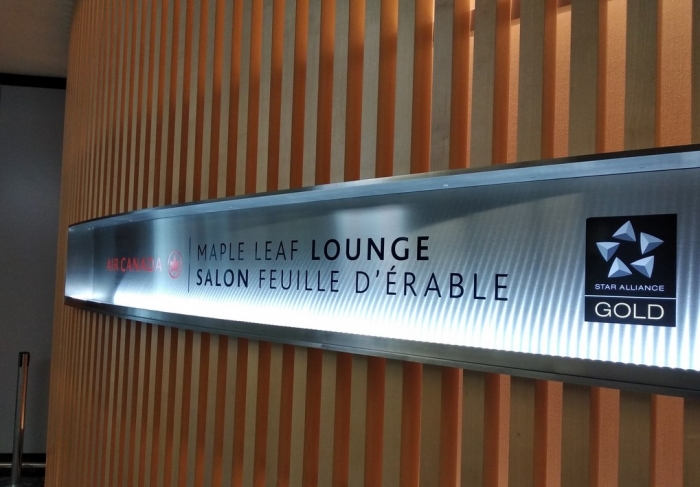 AIR CANADA
MAPLE LEAF LOUNGE
SALON FEUILLE D'ÉRABLE
STAR ALLIANCE
GOLD